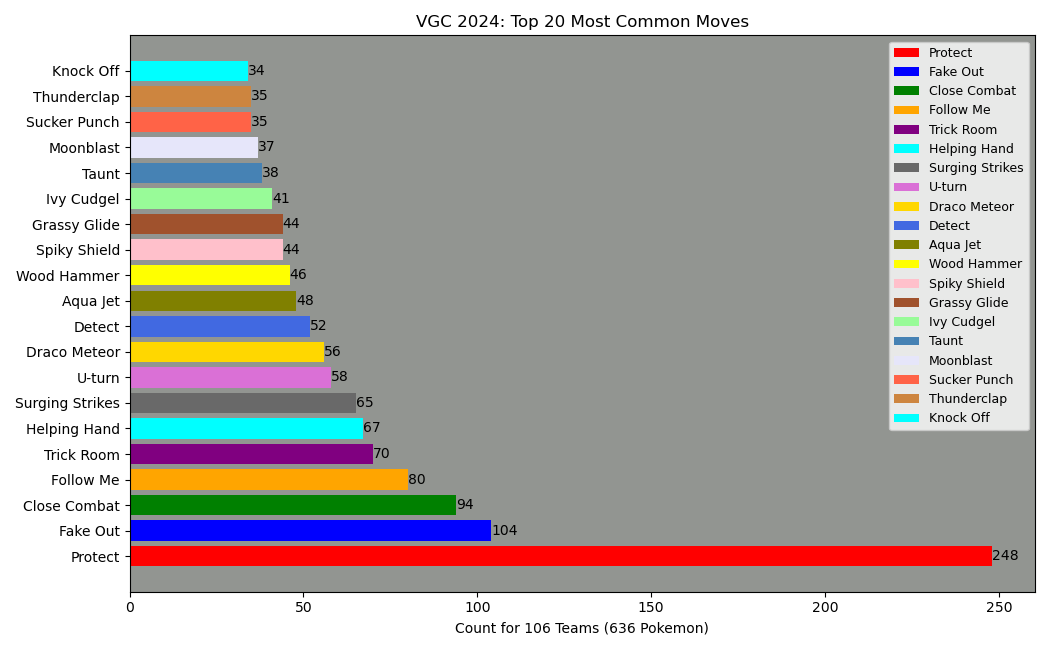 VGC 2024: Top 20 Most Common Moves
Knock Off 34
Thunderclap 35
Sucker Punch 35
Moonblast 37
Taunt 38
Ivy Cudgel 41
Grassy Glide 44
Spiky Shield 44
Wood Hammer 46
Aqua Jet 48
Detect 52
Draco Meteor 56
U-turn 58
Surging Strikes 65
Helping Hand 67
Trick Room 70
Follow Me 80
Close Combat 94
Fake Out 104
Protect 248
0 50 100 150 200 250
Count for 106 Teams (636 Pokemon)
Protect
Fake Out
Close Combat
Follow Me
Trick Room
Helping Hand
Surging Strikes
U-turn
Draco Meteor
Detect
Aqua Jet
Wood Hammer
Spiky Shield
Grassy Glide
Ivy Cudgel
Taunt
Moonblast
Sucker Punch
Thunderclap
Knock Off